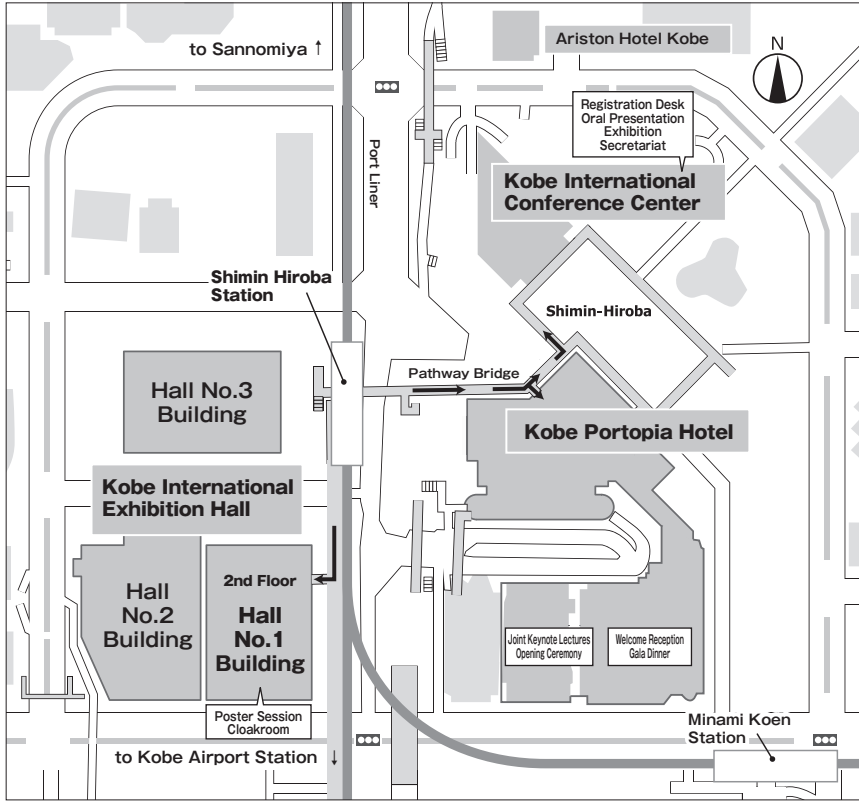 to Sannomiya ↑
Ariston Hotel Kobe
N
Registration Desk
Oral Presentation
Exhibition
Secretariat
Port Liner
Kobe International
Conference Center
Shimin Hiroba
Station
Shimin-Hiroba
Pathway Bridge
Hall No.3
Building
Kobe Portopia Hotel
Kobe International
Exhibition Hall
2nd Floor
Hall
No.2
Building
Hall
No.1
Building
Joint Keynote Lectures
Opening Ceremony
Welcome Reception
Gala Dinner
Poster Session
Cloakroom
Minami Koen
Station
to Kobe Airport Station ↓